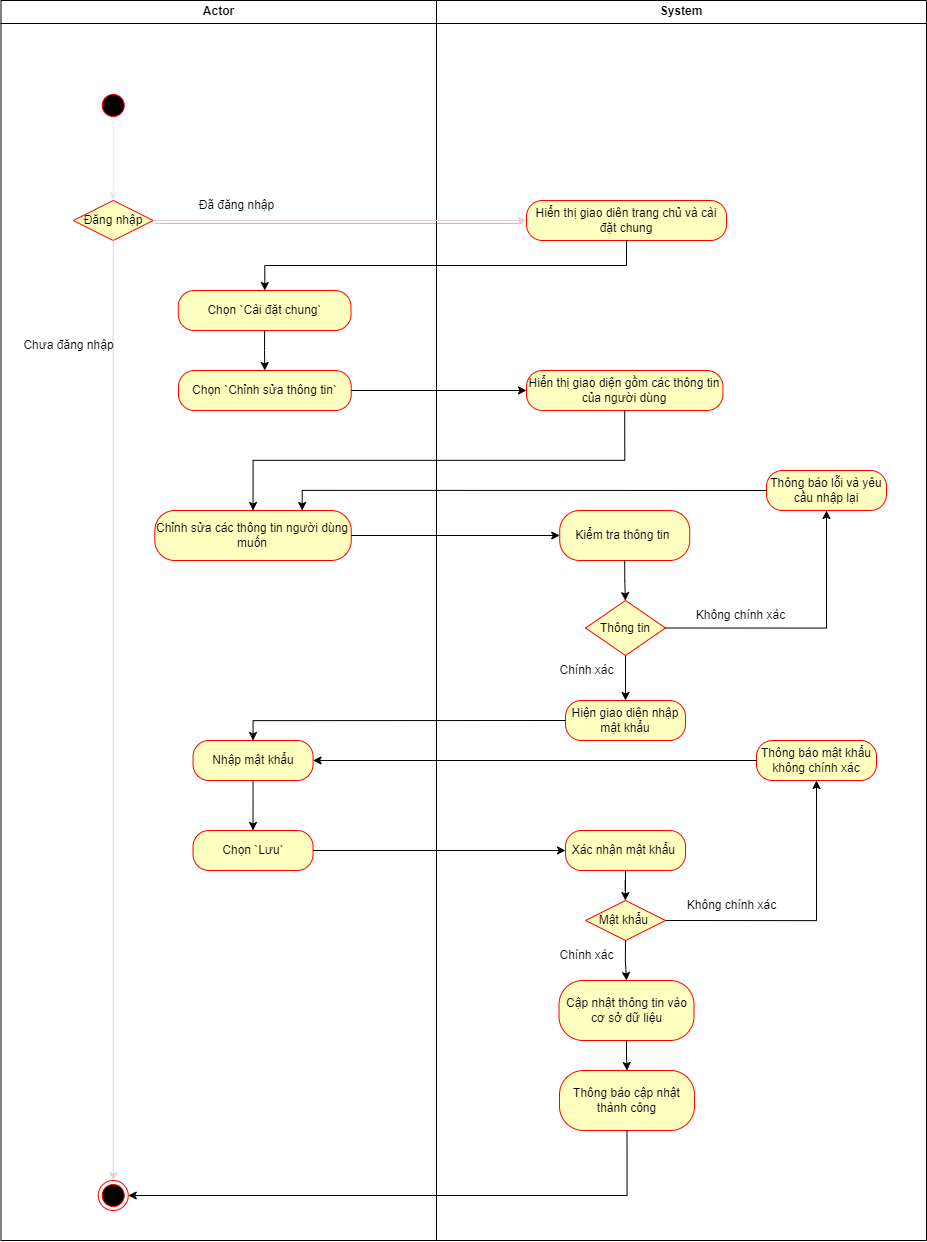 Actor
System
Đã đăng nhập
Đăng nhập
Hiển thị giao diên trang chủ và cài
đặt chung
Chọn `Cài đặt chung`
Chưa đăng nhập
Chọn `Chỉnh sửa thông tin`
Hiển thị giao diện gồm các thông tin
của người dùng
Thông báo lỗi và yêu
cầu nhập lại
Chỉnh sửa các thông tin người dùng
muốn
Kiểm tra thông tin
Thông tin
Không chính xác
Chính xác
Hiện giao diện nhập
mật khẩu
Nhập mật khẩu
Thông báo mật khẩu
không chính xác
Chọn `Lưu`
Xác nhận mật khẩu
Mật khẩu
Không chính xác
Chính xác
Cập nhật thông tin vào
cơ sở dữ liệu
Thông báo cập nhật
thành công